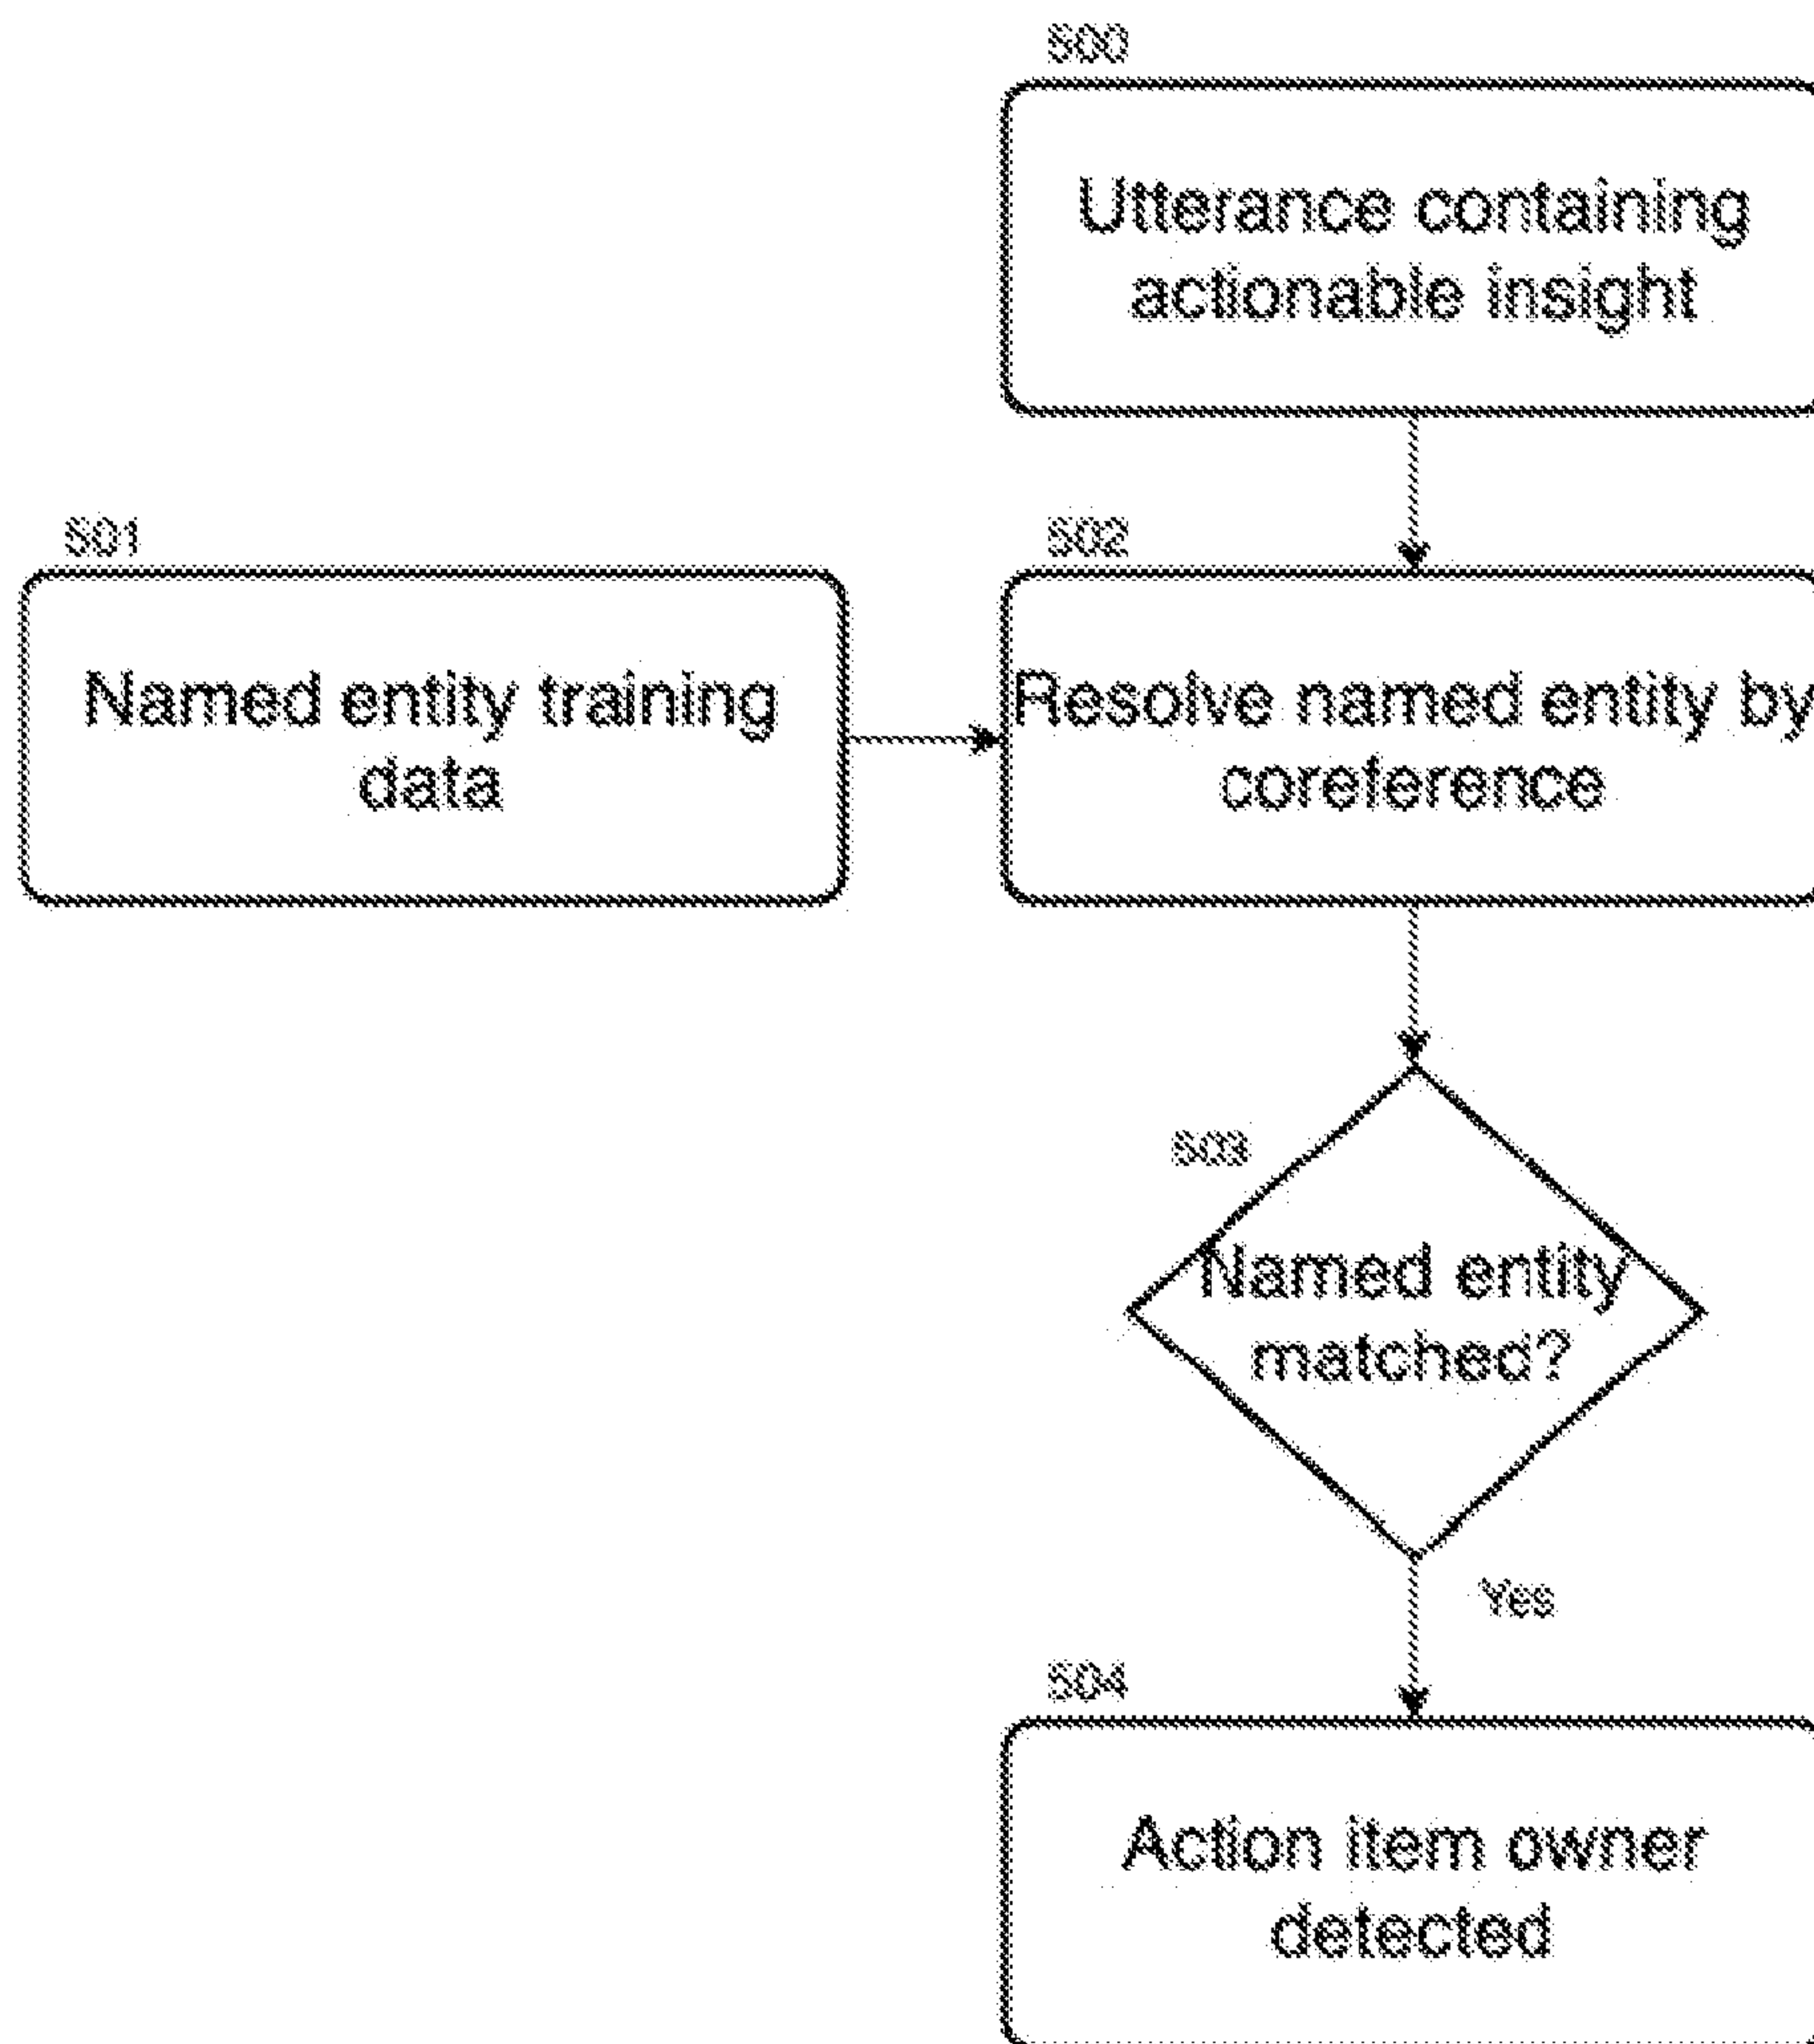 500
Utterance containing
actionable insight
501
Named entity training
data
502
Resolve named entity by
coreference
503
Named entity
matched?
Yes
504
Action item owner
detected